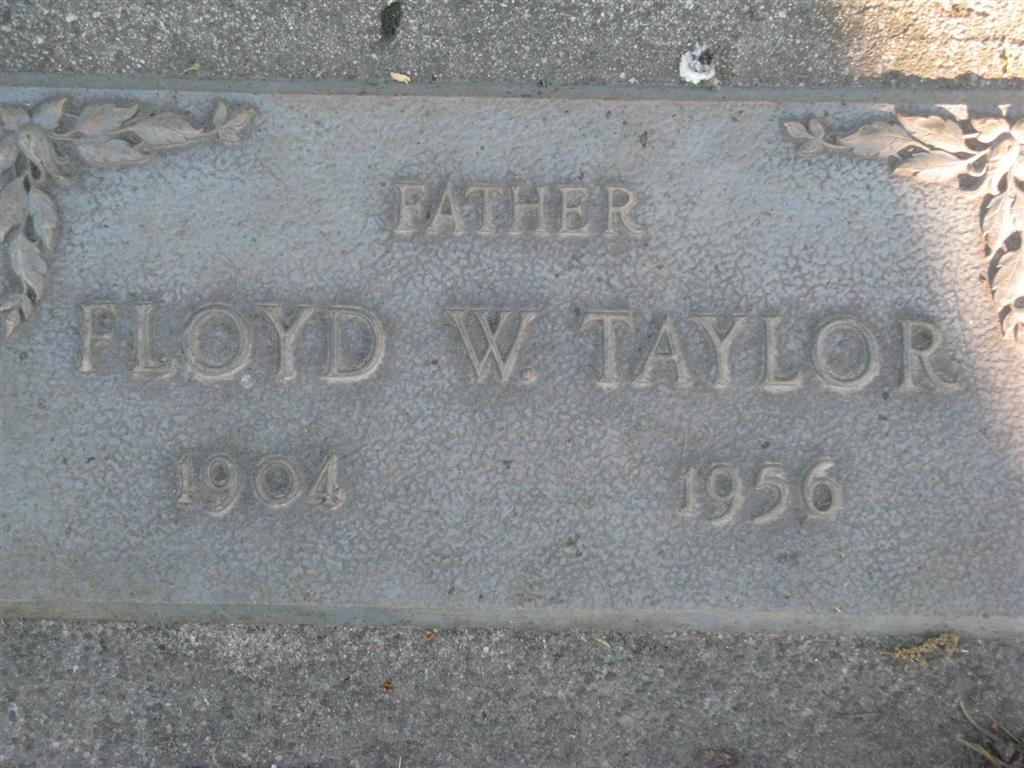 FATHER
FLOYD W. TAYLOR
1904 1956